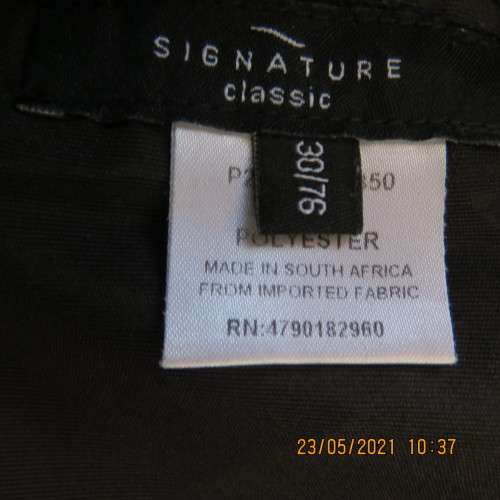 SIGNATURE
classic
30/76
POLYESTER
MADE IN SOUTH AFRICA
FROM IMPORTED FABRIC
RN:4790182960
23/05/2021 10:37